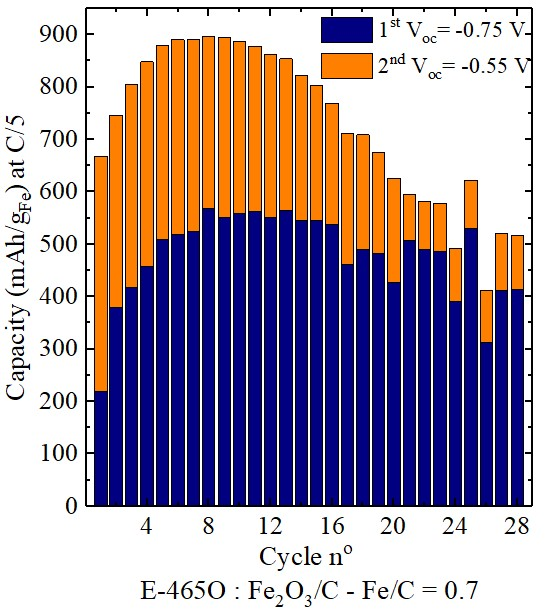 1st Voc= -0.75 V
2nd Voc= -0.55 V
Capacity (mAh/gFe) at C/5
900
800
700
600
500
400
300
200
100
0
4 8 12 16 20 24 28
Cycle nº
E-465O : Fe2O3/C - Fe/C = 0.7